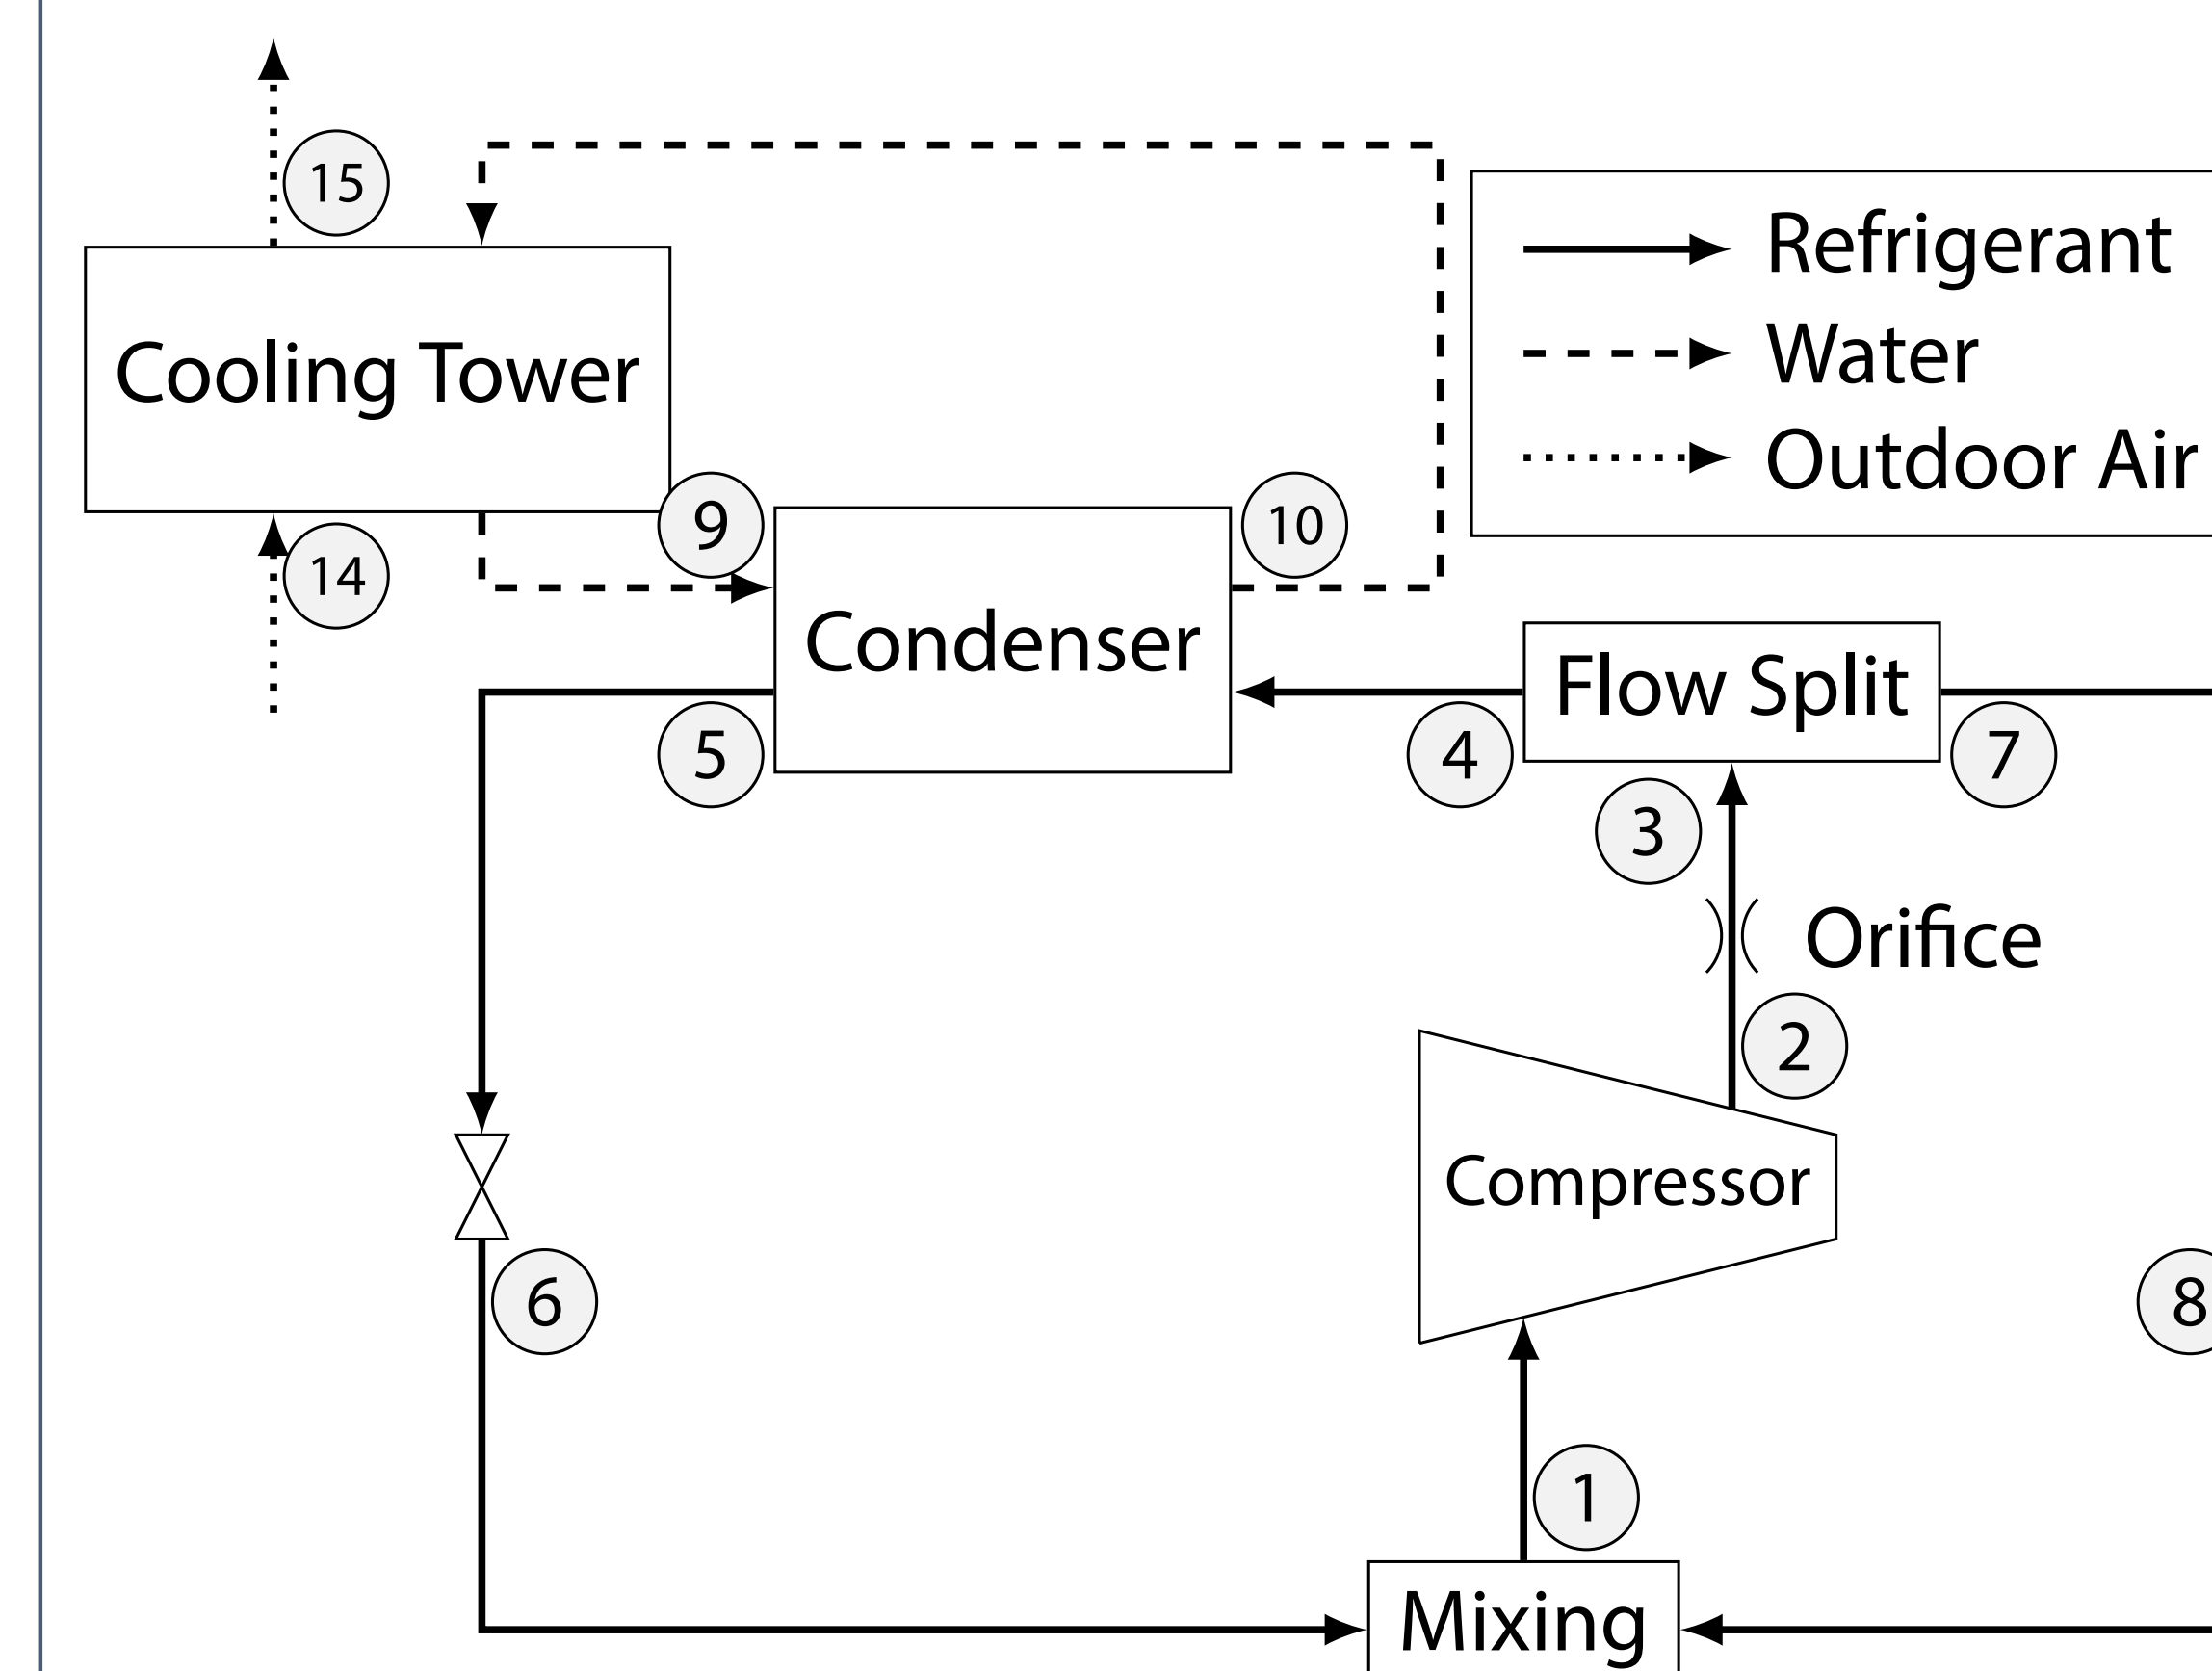 15
Refrigerant
Water
Outdoor Air
Cooling Tower
9
10
14
Condenser
Flow Split
5
4
7
3
Orifice
2
Compressor
6
8
1
Mixing